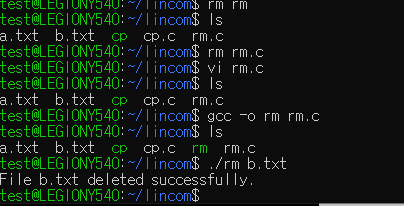 test@LEGIONY540:~/lincom$ rm rm
test@LEGIONY540:~/lincom$ ls
a.txt  b.txt  cp  cp.c  rm.c
test@LEGIONY540:~/lincom$ rm rm.c
test@LEGIONY540:~/lincom$ vi rm.c
test@LEGIONY540:~/lincom$ ls
a.txt  b.txt  cp  cp.c  rm.c
test@LEGIONY540:~/lincom$ gcc -o rm rm.c
test@LEGIONY540:~/lincom$ ls
a.txt  b.txt  cp  cp.c  rm  rm.c
test@LEGIONY540:~/lincom$ ./rm b.txt
File b.txt deleted successfully.
test@LEGIONY540:~/lincom$